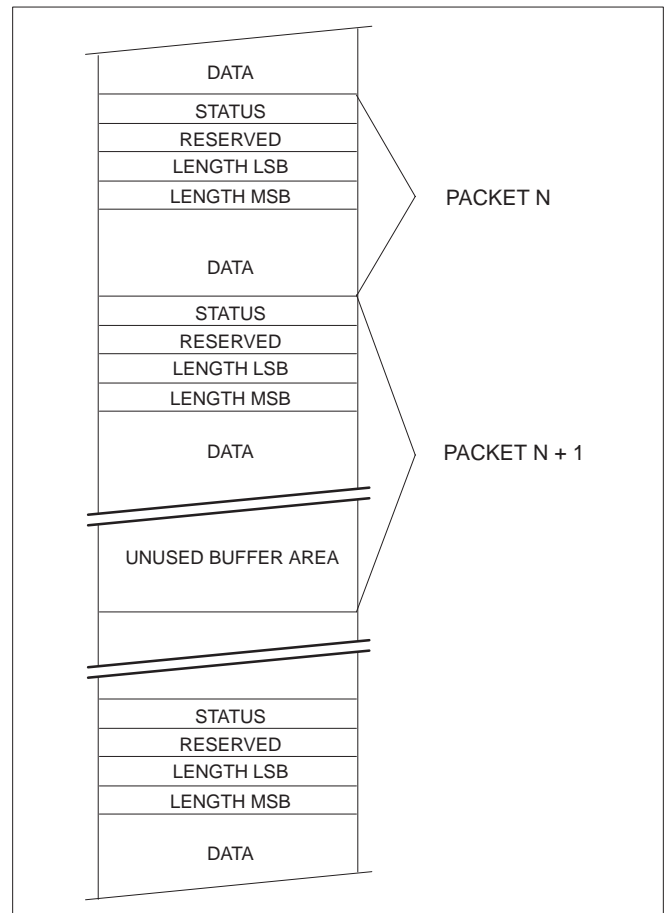 DATA
STATUS
RESERVED
LENGTH LSB
LENGTH MSB
PACKET N
DATA
STATUS
RESERVED
LENGTH LSB
LENGTH MSB
DATA
PACKET N + 1
UNUSED BUFFER AREA
STATUS
RESERVED
LENGTH LSB
LENGTH MSB
DATA